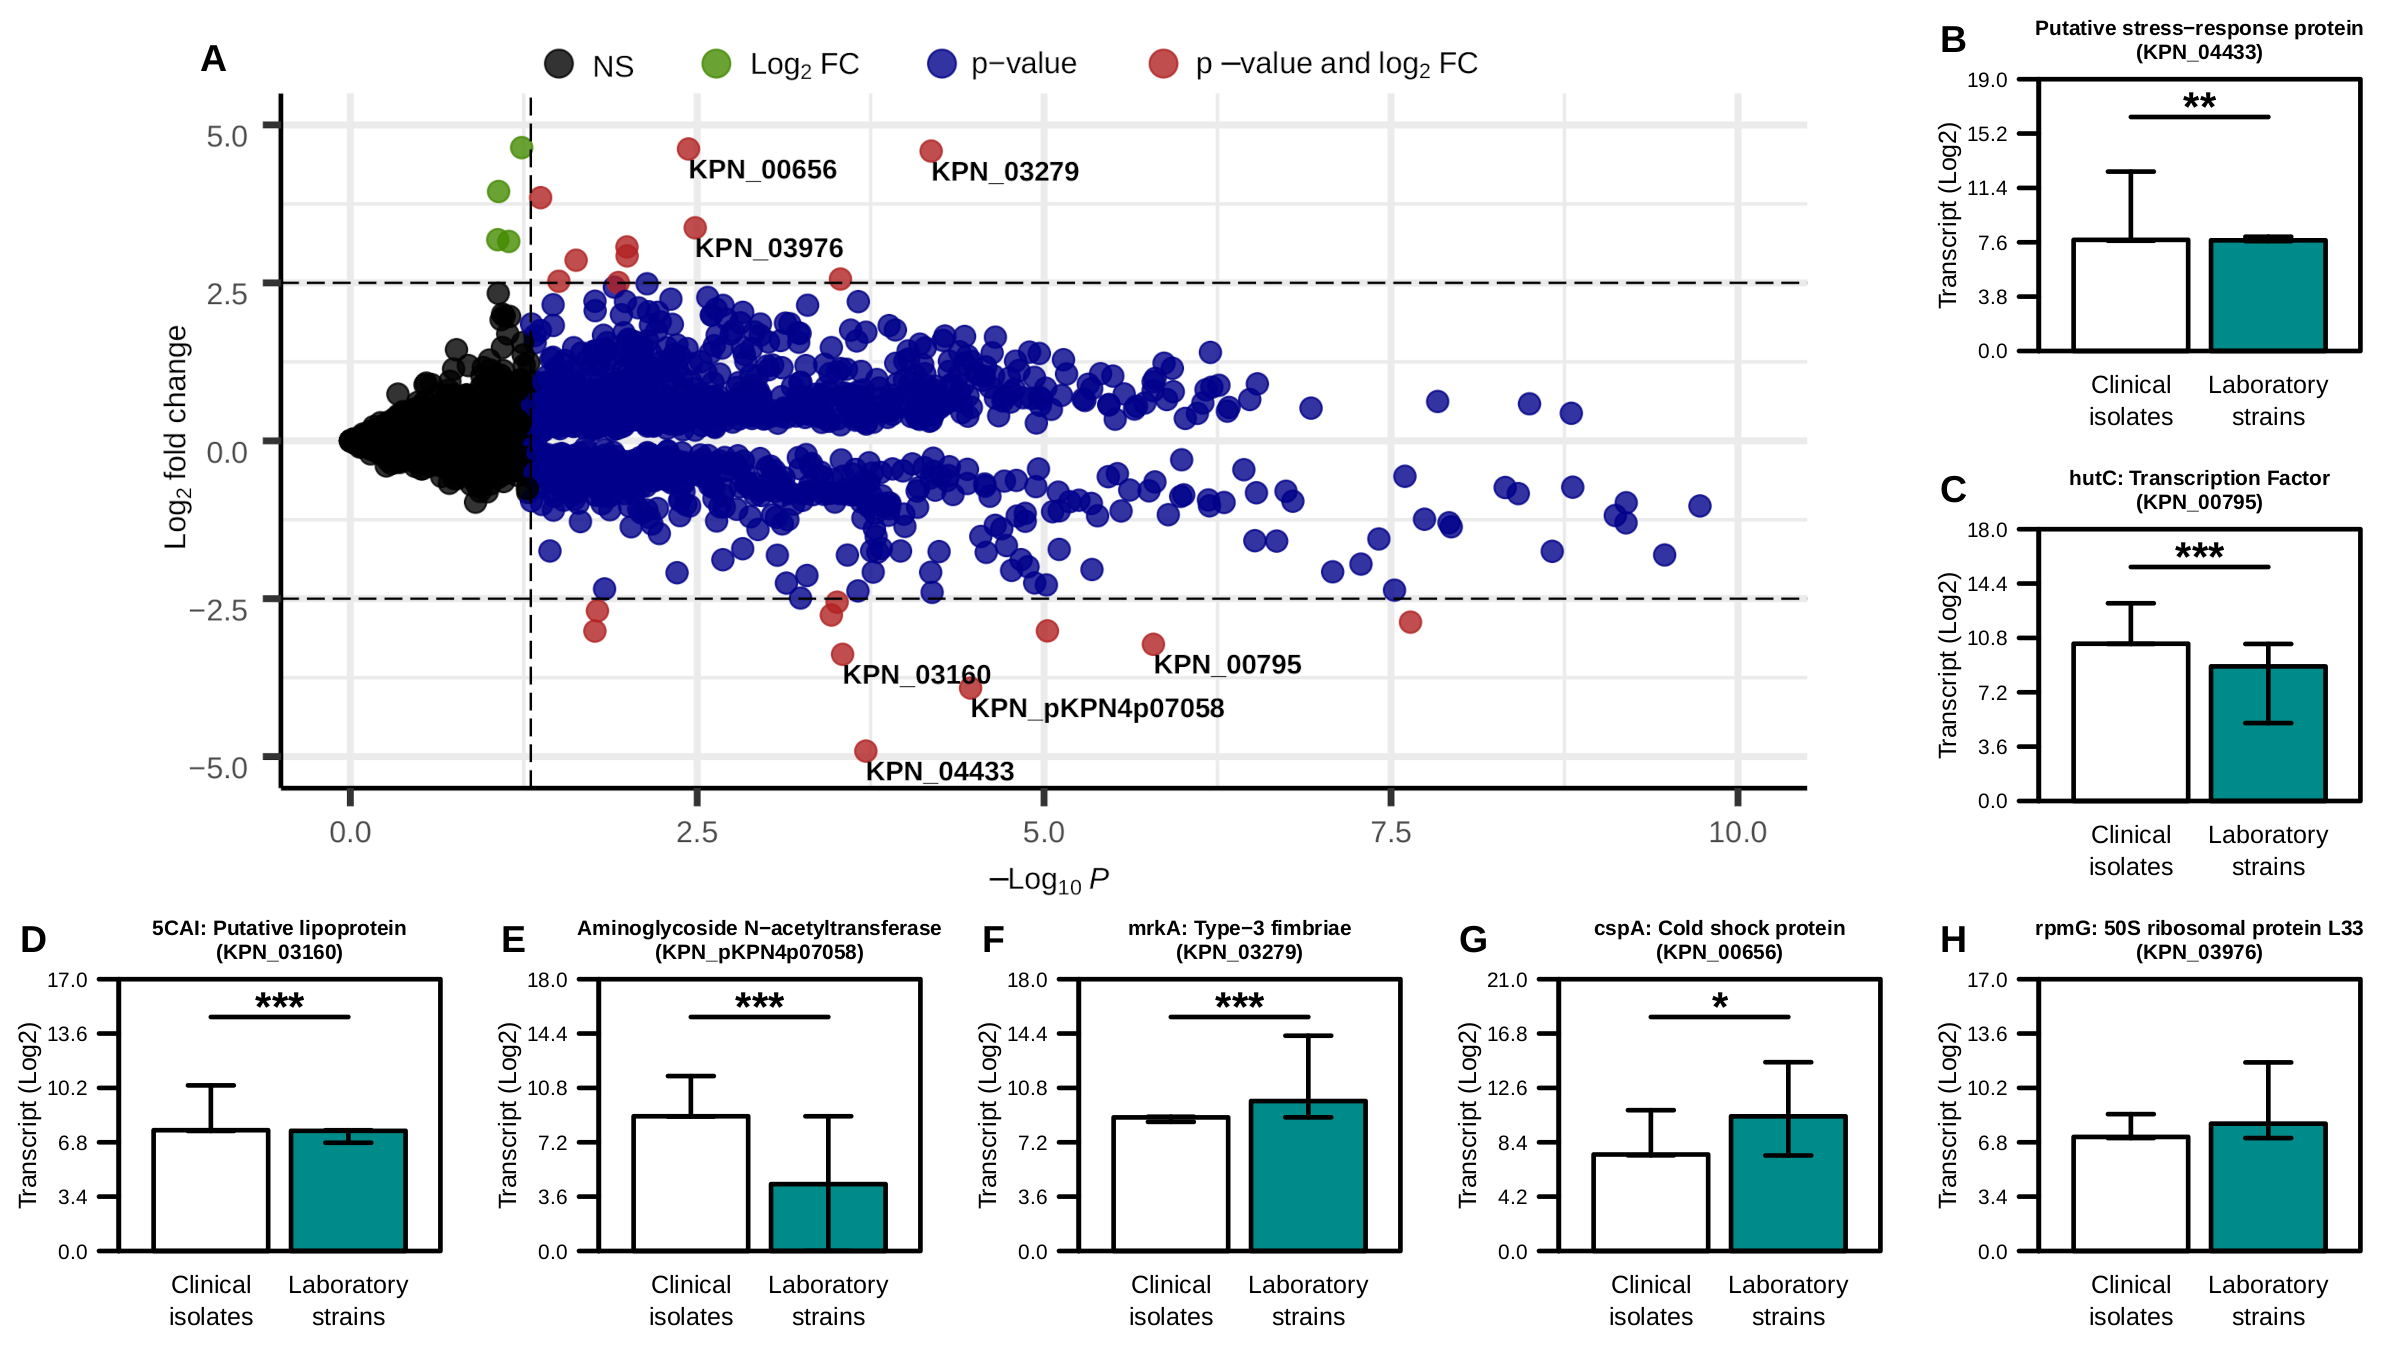 A
NS
Log2 FC
p−value
p −value and log2 FC
5.0
2.5
0.0
−2.5
−5.0
Log2 fold change
KPN_00656
KPN_03279
KPN_03976
KPN_03160
KPN_00795
KPN_pKPN4p07058
KPN_04433
0.0
2.5
5.0
7.5
10.0
−Log10 P
B
Putative stress−response protein
(KPN_04433)
19.0
15.2
11.4
7.6
3.8
0.0
Transcript (Log2)
**
Clinical
isolates
Laboratory
strains
C
hutC: Transcription Factor
(KPN_00795)
18.0
14.4
10.8
7.2
3.6
0.0
Transcript (Log2)
***
Clinical
isolates
Laboratory
strains
D
5CAI: Putative lipoprotein
(KPN_03160)
17.0
13.6
10.2
6.8
3.4
0.0
Transcript (Log2)
***
Clinical
isolates
Laboratory
strains
E
Aminoglycoside N−acetyltransferase
(KPN_pKPN4p07058)
18.0
14.4
10.8
7.2
3.6
0.0
Transcript (Log2)
***
Clinical
isolates
Laboratory
strains
F
mrkA: Type−3 fimbriae
(KPN_03279)
18.0
14.4
10.8
7.2
3.6
0.0
Transcript (Log2)
***
Clinical
isolates
Laboratory
strains
G
cspA: Cold shock protein
(KPN_00656)
21.0
16.8
12.6
8.4
4.2
0.0
Transcript (Log2)
*
Clinical
isolates
Laboratory
strains
H
rpmG: 50S ribosomal protein L33
(KPN_03976)
17.0
13.6
10.2
6.8
3.4
0.0
Transcript (Log2)
Clinical
isolates
Laboratory
strains